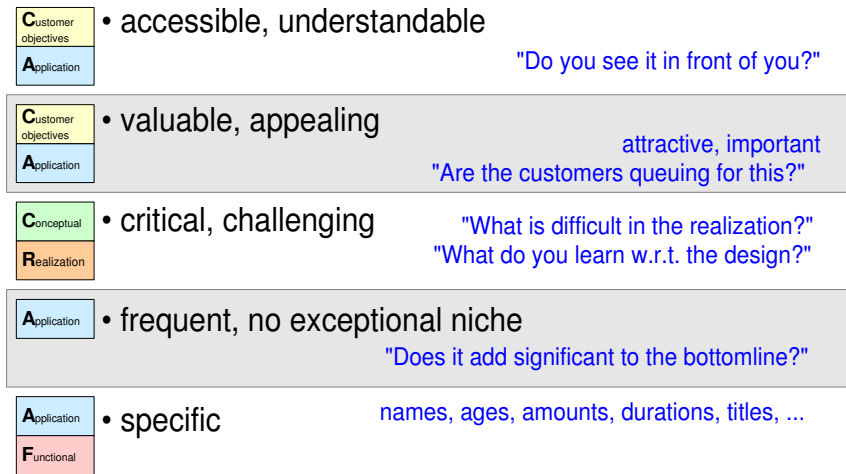 Customer
objectives
• accessible, understandable
Application
"Do you see it in front of you?"
Customer
objectives
• valuable, appealing
Application
attractive, important
"Are the customers queuing for this?"
Conceptual
• critical, challenging
"What is difficult in the realization?"
Realization
"What do you learn w.r.t. the design?"
Application
• frequent, no exceptional niche
"Does it add significant to the bottomline?"
Application
• specific
names, ages, amounts, durations, titles, ...
Functional